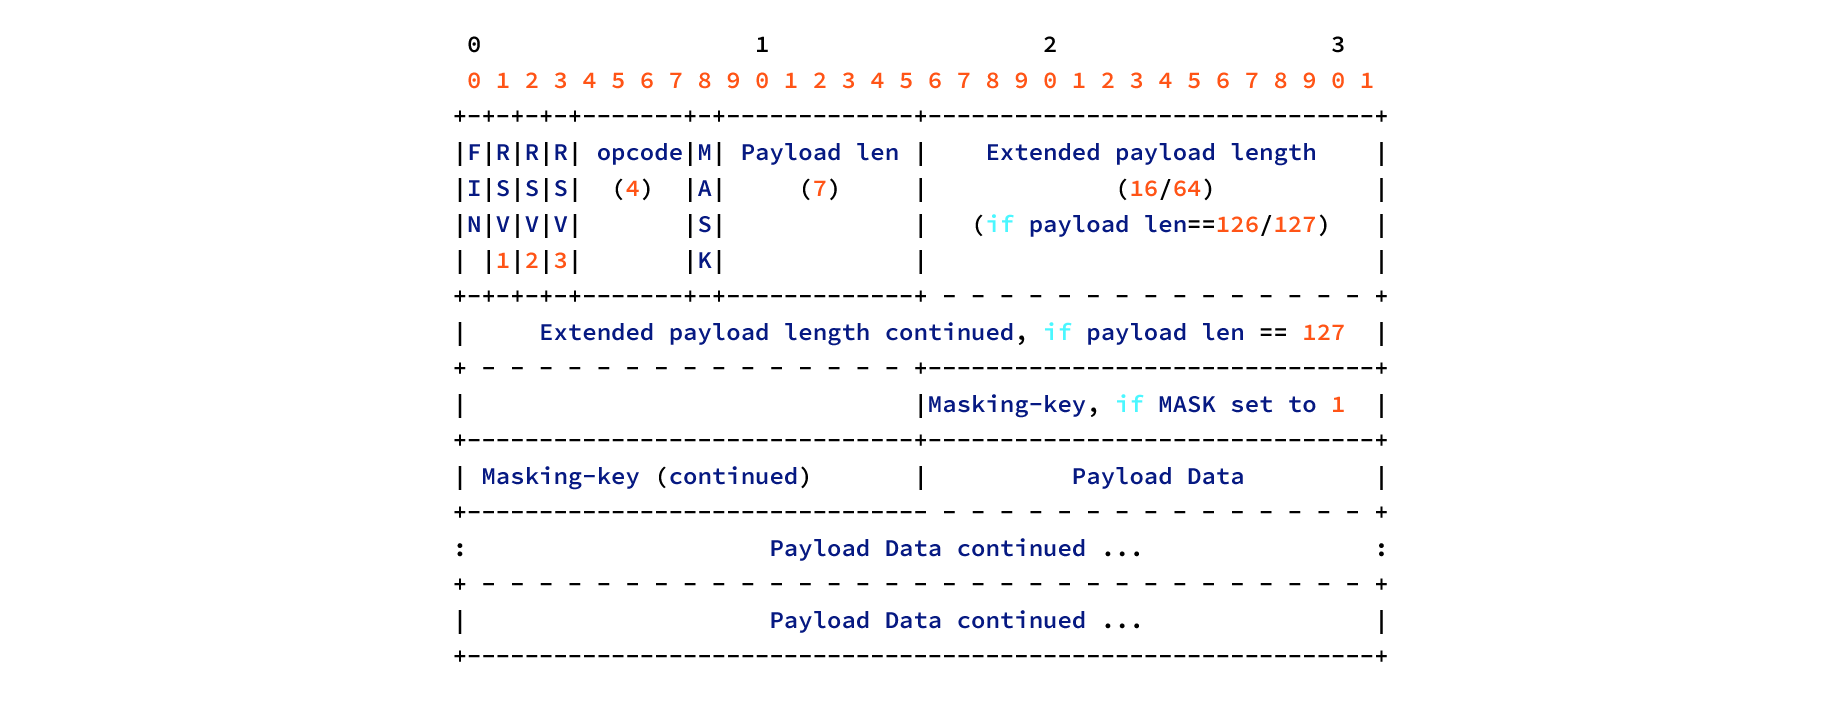 0                   1                   2                   3
 0 1 2 3 4 5 6 7 8 9 0 1 2 3 4 5 6 7 8 9 0 1 2 3 4 5 6 7 8 9 0 1
+-+-+-+-+-------+-+-------------+-------------------------------+
|F|R|R|R| opcode|M| Payload len |    Extended payload length    |
|I|S|S|S|  (4)  |A|     (7)     |             (16/64)           |
|N|V|V|V|       |S|             |   (if payload len==126/127)   |
| |1|2|3|       |K|             |                               |
+-+-+-+-+-------+-+-------------+ - - - - - - - - - - - - - - - +
|     Extended payload length continued, if payload len == 127  |
+ - - - - - - - - - - - - - - - +-------------------------------+
|                               |Masking-key, if MASK set to 1  |
+-------------------------------+-------------------------------+
| Masking-key (continued)       |          Payload Data         |
+-------------------------------- - - - - - - - - - - - - - - - +
:                     Payload Data continued ...                :
+ - - - - - - - - - - - - - - - - - - - - - - - - - - - - - - - +
|                     Payload Data continued ...                |
+---------------------------------------------------------------+